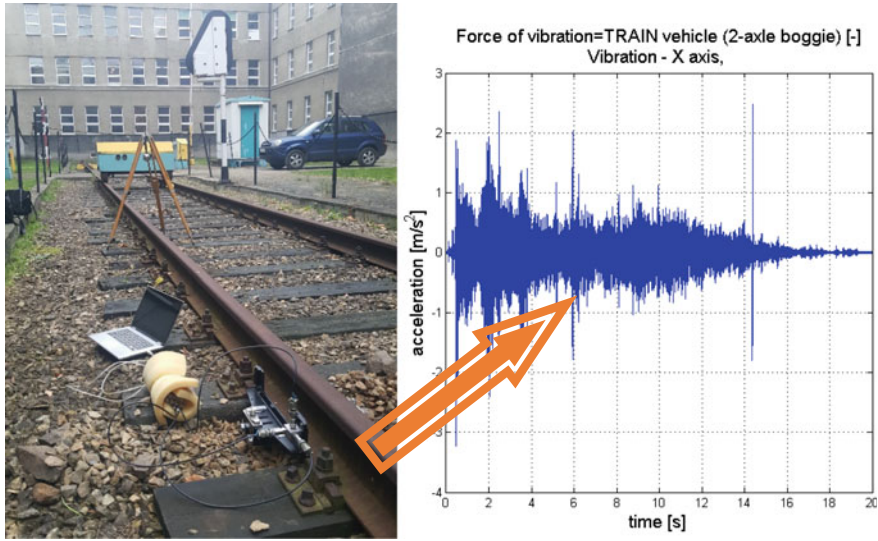 Force of vibration=TRAIN vehicle (2-axle boggie) [-]
Vibration - X axis,
acceleration [m/s²]
3
2
1
0
-1
-2
-3
-4
0 2 4 6 8 10 12 14 16 18 20
time [s]